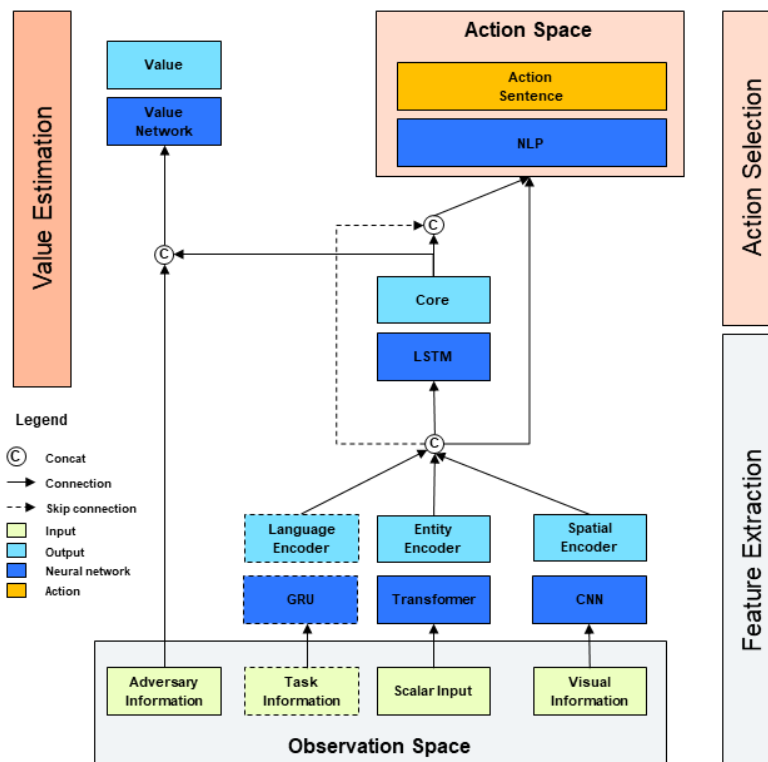 Value Estimation
Value
Value
Network
Action Space
Action
Sentence
NLP
Action Selection
C
C
Core
LSTM
C
Legend
C
Concat
Connection
Skip connection
Input
Output
Neural network
Action
Language
Encoder
Entity
Encoder
Spatial
Encoder
GRU
Transformer
CNN
Feature Extraction
Adversary
Information
Task
Information
Scalar Input
Visual
Information
Observation Space